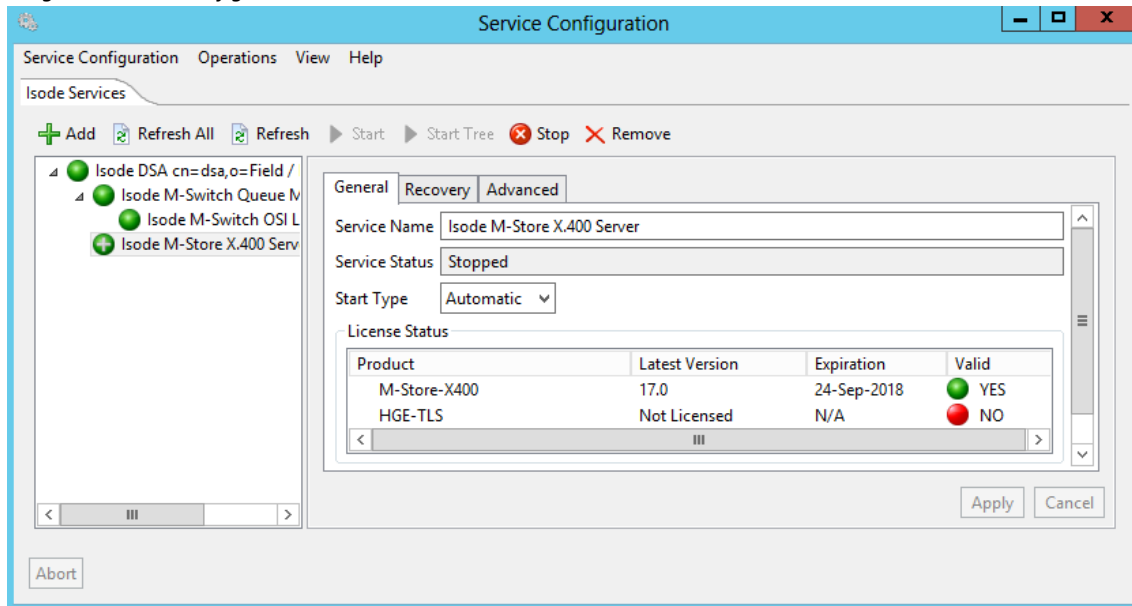 Service Configuration
Service Configuration Operations View Help
Isode Services
Add Refresh All Refresh Start Start Tree Stop Remove
Isode DSA cn=dsa,o=Field /
Isode M-Switch Queue M
Isode M-Switch OSI L
Isode M-Store X.400 Serv
General Recovery Advanced
Service Name Isode M-Store X.400 Server
Service Status Stopped
Start Type Automatic
License Status
Product Latest Version Expiration Valid
M-Store-X400 17.0 24-Sep-2018 YES
HGE-TLS Not Licensed N/A NO
Apply Cancel
Abort